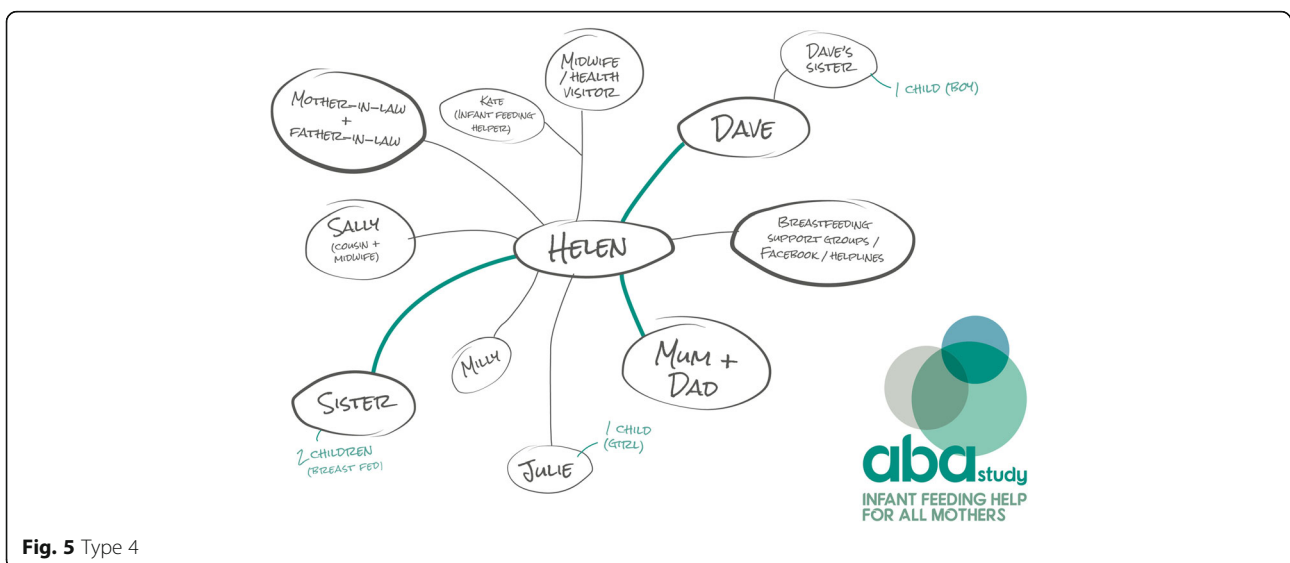 MIDWIFE
/ HEALTH
VISITOR
DAVE'S
SISTER
1 CHILD (BOY)
MOTHER-IN-LAW
+
FATHER-IN-LAW
KATE
(INFANT FEEDING
HELPER)
DAVE
SALLY
(COUSIN +
MIDWIFE)
HELEN
BREASTFEEDING
SUPPORT GROUPS /
FACEBOOK / HELPLINES
MILLY
MUM +
DAD
SISTER
2 CHILDREN
(BREAST FED)
JULIE
1 CHILD
(GIRL)
aba study
INFANT FEEDING HELP
FOR ALL MOTHERS
Fig. 5 Type 4